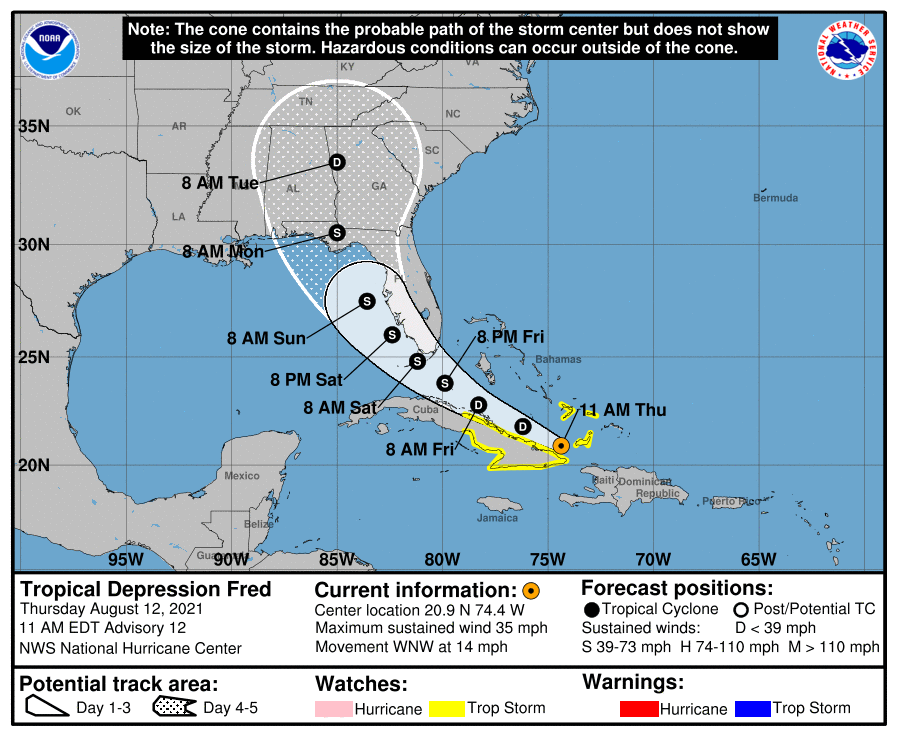 Note: The cone contains the probable path of the storm center but does not show
the size of the storm. Hazardous conditions can occur outside of the cone.
NOAA
NATIONAL WEATHER SERVICE
KY
VA
OK
TN
NC
35N
AR
SC
8 AM Tue
D
AL
GA
Bermuda
LA
S
30N
8 AM Mon
FL
S
8 AM Sun
S
8 PM Fri
25N
S
Bahamas
8 PM Sat
S
8 AM Sat
Cuba
D
11 AM Thu
D
8 AM Fri
20N
Mexico
Haiti
Dominican
Republic
Puerto Rico
Jamaica
Belize
95W
90W
85W
80W
75W
70W
65W
Tropical Depression Fred
Thursday August 12, 2021
11 AM EDT Advisory 12
NWS National Hurricane Center
Current information:
Center location 20.9 N 74.4 W
Maximum sustained wind 35 mph
Movement WNW at 14 mph
Forecast positions:
Tropical Cyclone Post/Potential TC
Sustained winds: D < 39 mph
S 39-73 mph H 74-110 mph M > 110 mph
Potential track area:
Day 1-3 Day 4-5
Watches:
Hurricane Trop Storm
Warnings:
Hurricane Trop Storm